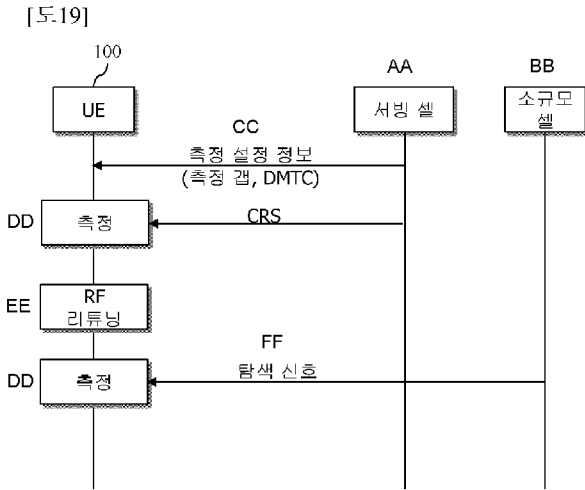 [도19]
100
AA
BB
UE
서빙 셀
소규모
셀
CC
측정 설정 정보
(측정 갭, DMTC)
DD
측정
CRS
EE
RF
리튜닝
FF
DD
측정
탐색 신호